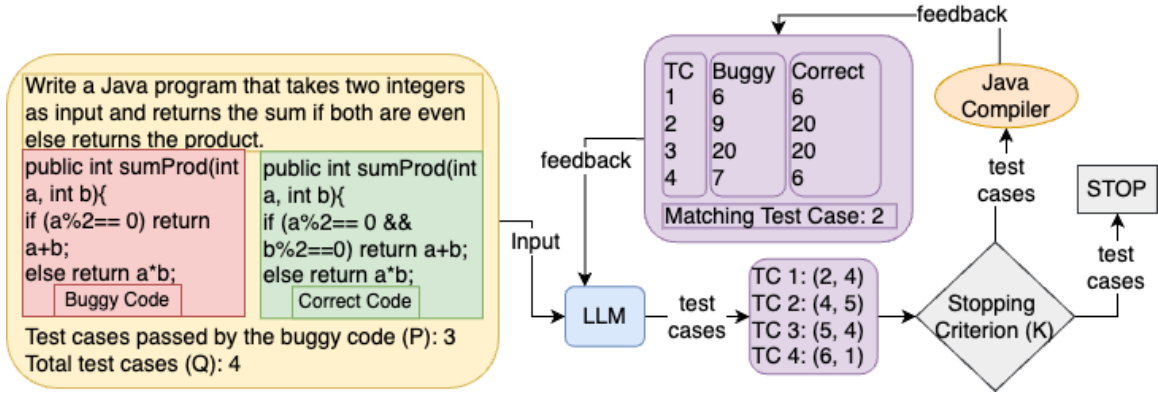 Write a Java program that takes two integers
as input and returns the sum if both are even
else returns the product.
public int sumProd(int
a, int b){
if (a%2== 0) return
a+b;
else return a*b;
Buggy Code
public int sumProd(int
a, int b){
if (a%2== 0 &&
b%2==0) return a+b;
else return a*b;
Correct Code
Test cases passed by the buggy code (P): 3
Total test cases (Q): 4
Input
LLM
feedback
TC Buggy Correct
1 6 6
2 9 20
3 20 20
4 7 6
Matching Test Case: 2
test
cases
TC 1: (2, 4)
TC 2: (4, 5)
TC 3: (5, 4)
TC 4: (6, 1)
Stopping
Criterion (K)
test
cases
Java
Compiler
feedback
test
cases
STOP